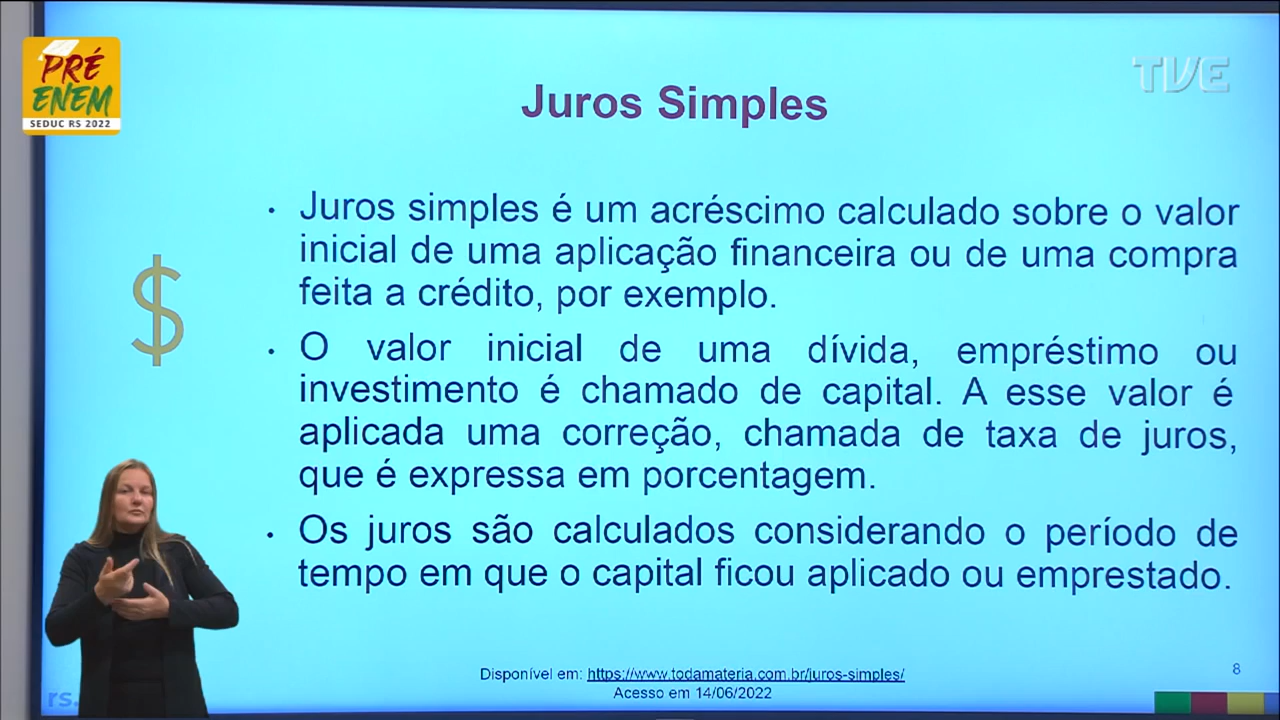 PRÉ
ENEM
SEDUC RS 2022
TVE
Juros Simples
• Juros simples é um acréscimo calculado sobre o valor
inicial de uma aplicação financeira ou de uma compra
feita a crédito, por exemplo.
• O valor inicial de uma dívida, empréstimo ou
investimento é chamado de capital. A esse valor é
aplicada uma correção, chamada de taxa de juros,
que é expressa em porcentagem.
• Os juros são calculados considerando o período de
tempo em que o capital ficou aplicado ou emprestado.
$
Disponível em: https://www.todamateria.com.br/juros-simples/
Acesso em 14/06/2022
8
rs.